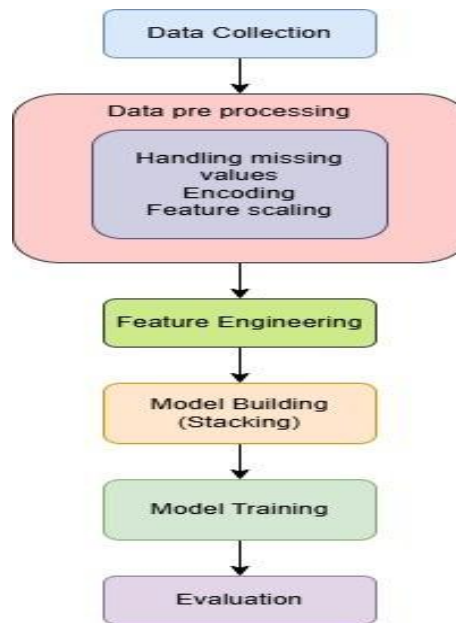 Data Collection
Data pre processing
Handling missing
values
Encoding
Feature scaling
Feature Engineering
Model Building
(Stacking)
Model Training
Evaluation